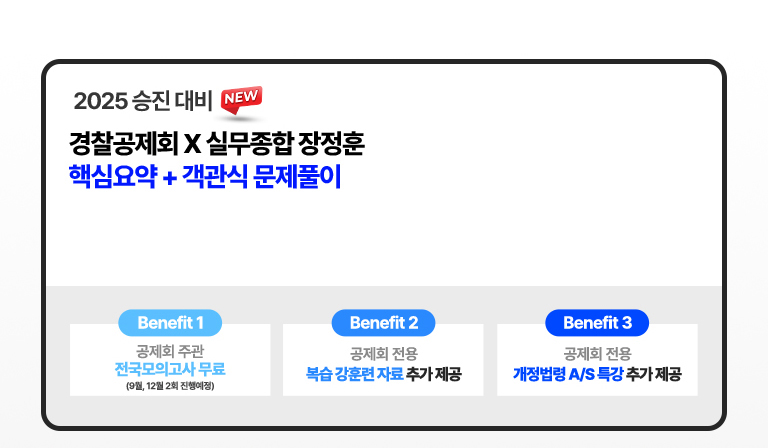 2025 승진 대비 NEW
경찰공제회 X 실무종합 장정훈
핵심요약 + 객관식 문제풀이
Benefit 1
공제회 주관
전국모의고사 무료
(9월, 12월 2회 진행예정)
Benefit 2
공제회 전용
복습 강훈련 자료 추가 제공
Benefit 3
공제회 전용
개정법령 A/S 특강 추가 제공